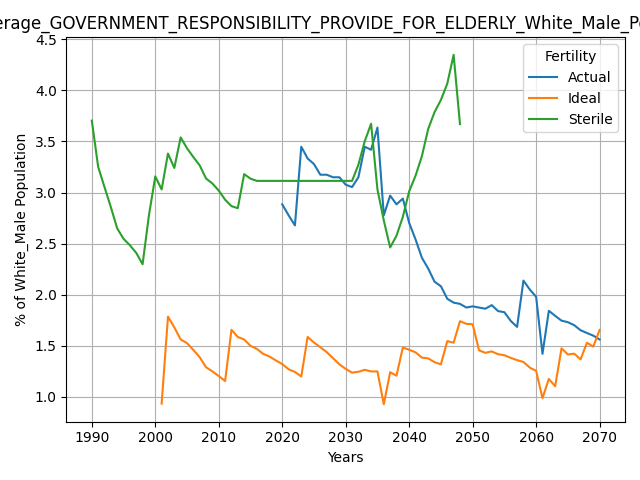 erage_GOVERNMENT_RESPONSIBILITY_PROVIDE_FOR_ELDERLY_White_Male_P
4.5
4.0
3.5
3.0
2.5
2.0
1.5
1.0
% of White_Male Population
Fertility
Actual
Ideal
Sterile
1990 2000 2010 2020 2030 2040 2050 2060 2070
Years